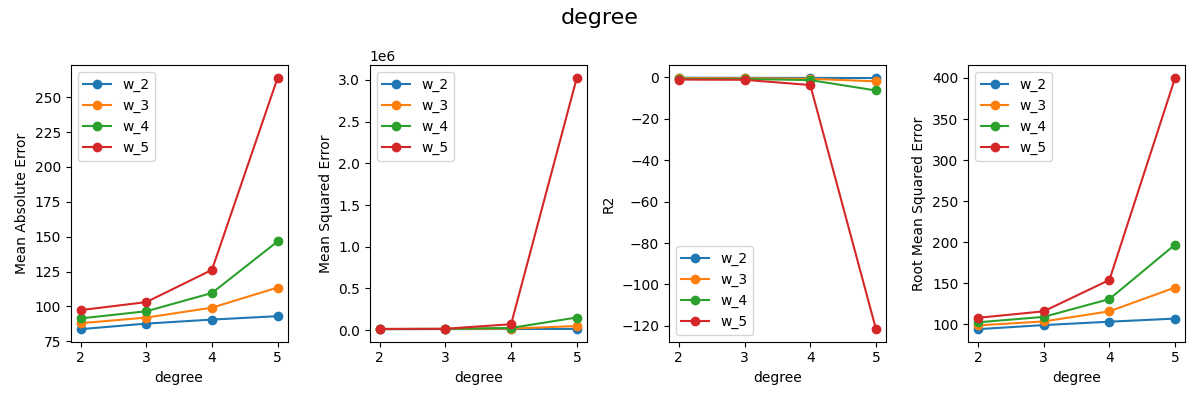 degree
Mean Absolute Error
250
225
200
175
150
125
100
75
2 3 4 5
degree
w_2
w_3
w_4
w_5
1e6
Mean Squared Error
3.0
2.5
2.0
1.5
1.0
0.5
0.0
2 3 4 5
degree
w_2
w_3
w_4
w_5
R2
0
−20
−40
−60
−80
−100
−120
2 3 4 5
degree
w_2
w_3
w_4
w_5
Root Mean Squared Error
400
350
300
250
200
150
100
2 3 4 5
degree
w_2
w_3
w_4
w_5